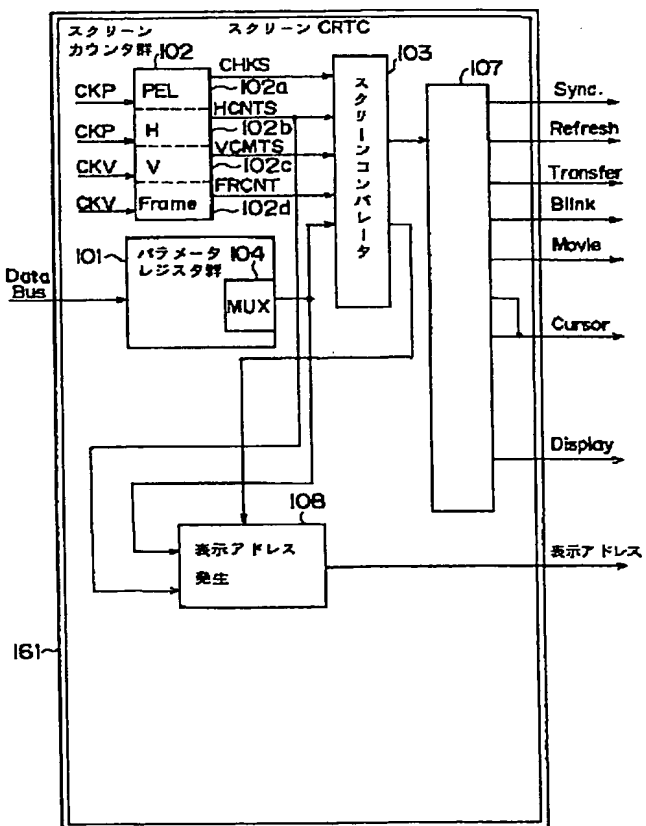 スクリーン
カウンタ群
スクリーン CRTC
102
CHKS
103
107
CKP
PEL
102a
HCNTS
CKP
H
102b
VCMTS
CKV
V
102c
FRCNT
CKV
Frame
102d
スクリーンコンパレータ
Sync.
Refresh
Transfer
Blink
Movie
Cursor
Display
101
パラメータ
レジスタ群
104
MUX
Data
Bus
108
表示アドレス
発生
表示アドレス
161